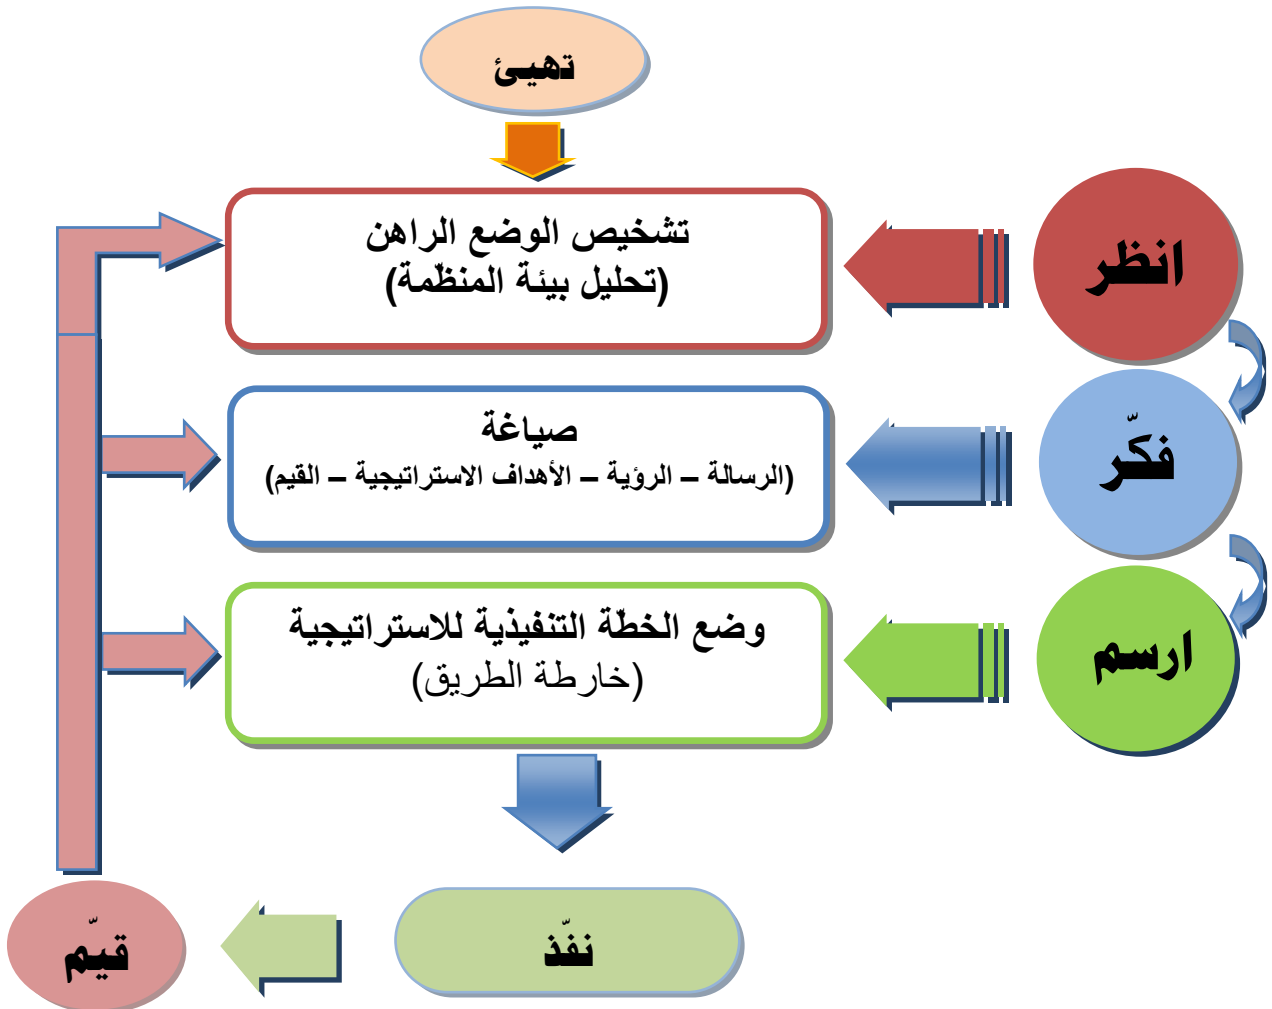 تهيئ
انظر
تشخيص الوضع الراهن
(تحليل بيئة المنظّمة)
فكّر
صياغة
(الرسالة – الرؤية – الأهداف الاستراتيجية – القيم)
ارسم
وضع الخطّة التنفيذية للاستراتيجية
(خارطة الطريق)
نفّذ
قيّم